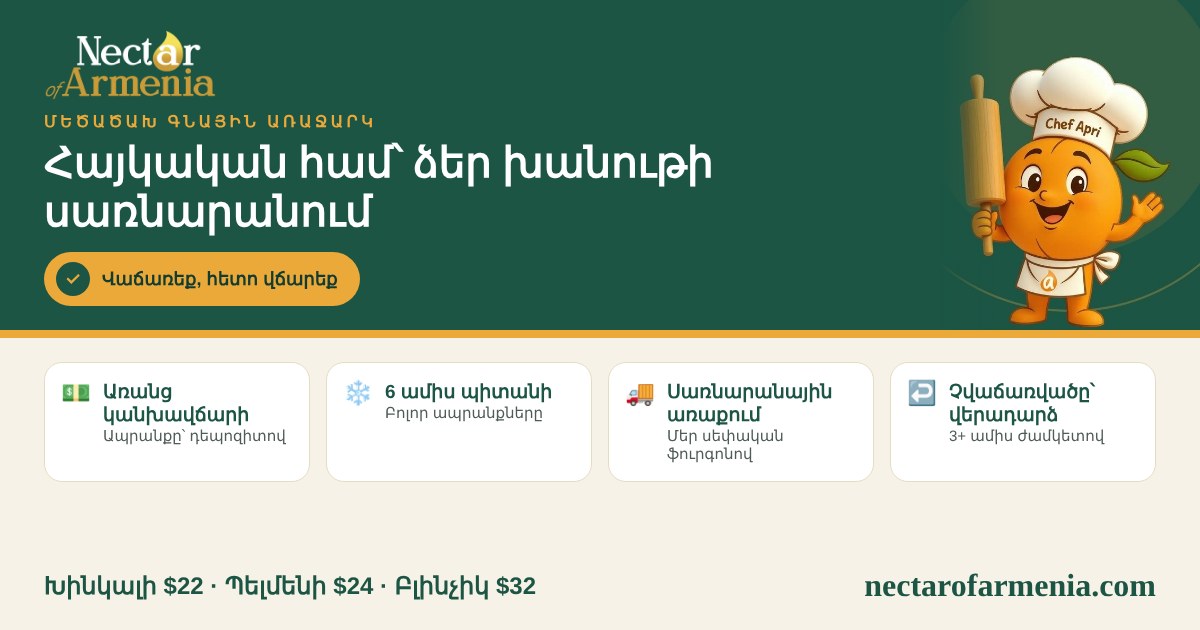 Nectar
of Armenia
ՄԵԾԱԾԱԽ ԳՆԱՅԻՆ ԱՌԱՋԱՐԿ
Հայկական համ՝ ձեր խանութի
սառնարանում
Վաճառեք, հետո վճարեք
Chef Apri
a
Առանց
կանխավճարի
Ապրանքը՝ դեպոզիտով
6 ամիս պիտանի
Բոլոր ապրանքները
Սառնարանային
առաքում
Մեր սեփական
ֆուրգոնով
Չվաճառվածը՝
վերադարձ
3+ ամիս ժամկետով
Խինկալի $22 · Պելմենի $24 · Բլինչիկ $32
nectarofarmenia.com